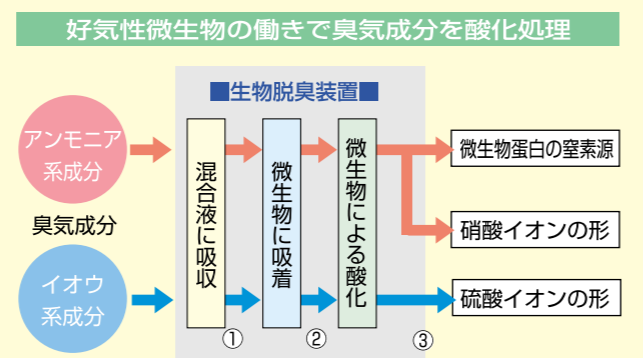 好気性微生物の働きで臭気成分を酸化処理
■生物脱臭装置■
アンモニア
系成分
臭気成分
イオウ
系成分
混合液に吸収
微生物に吸着
微生物による酸化
微生物蛋白の窒素源
硝酸イオンの形
硫酸イオンの形
①
②
③